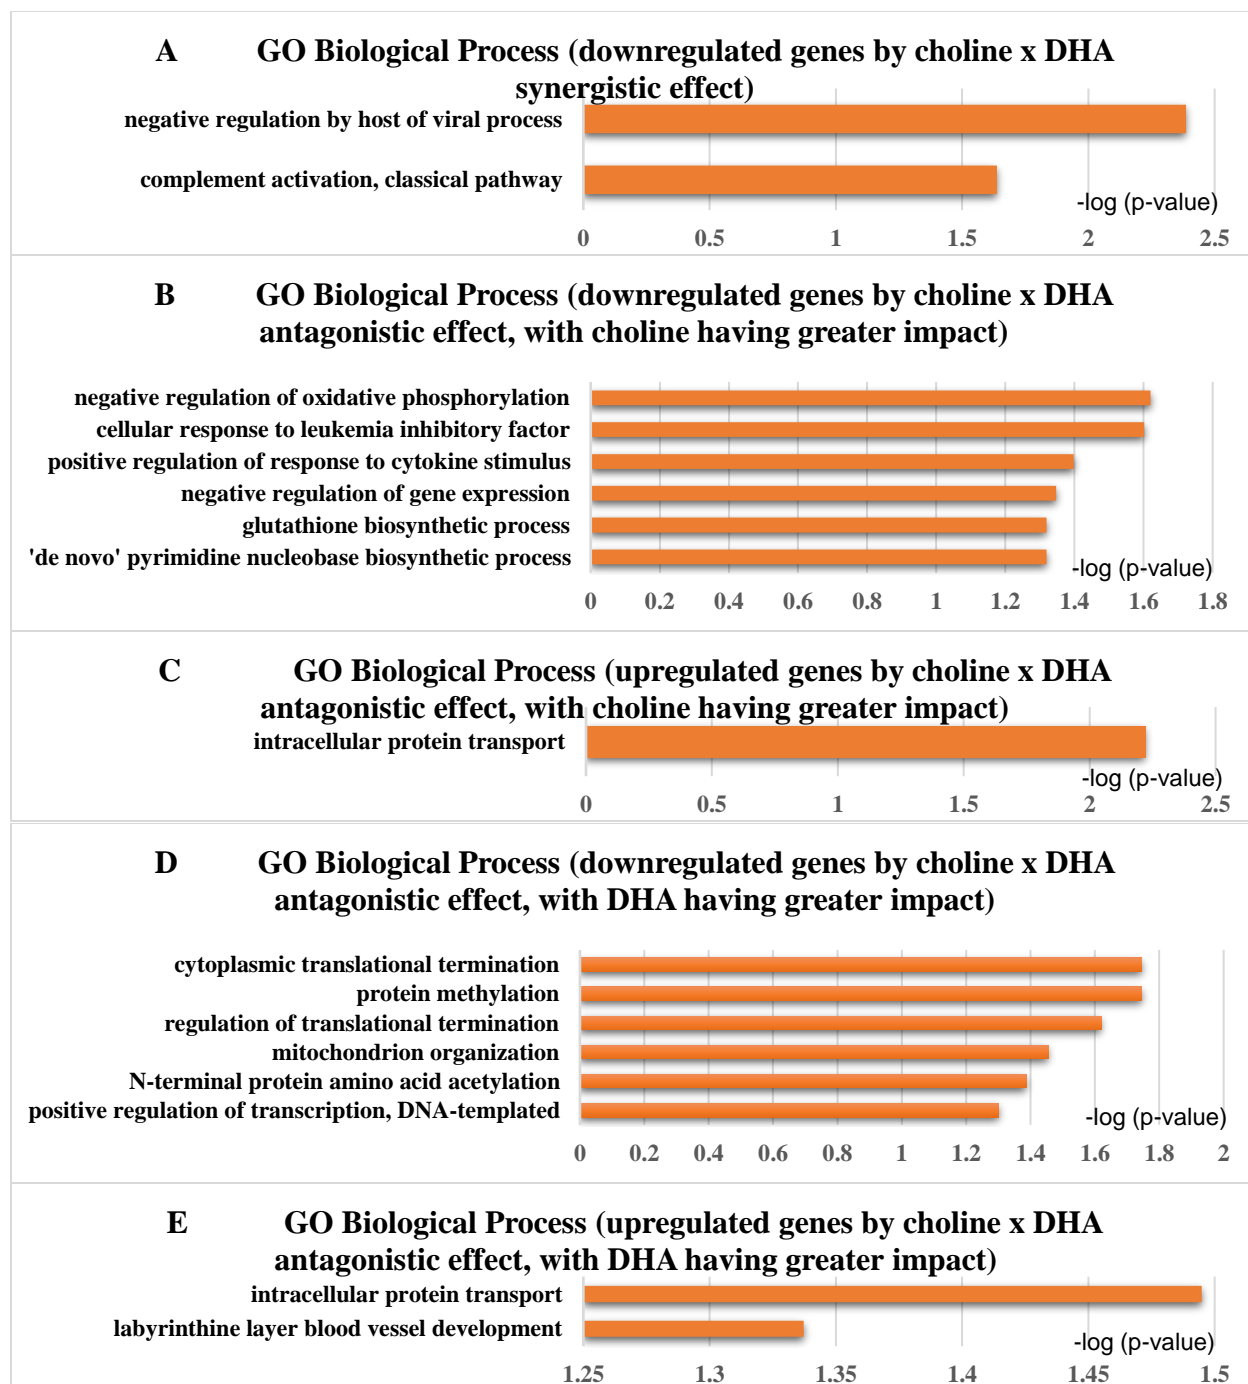 A GO Biological Process (downregulated genes by choline x DHA
synergistic effect)
negative regulation by host of viral process
complement activation, classical pathway
-log (p-value)
0 0.5 1 1.5 2 2.5
B GO Biological Process (downregulated genes by choline x DHA
antagonistic effect, with choline having greater impact)
negative regulation of oxidative phosphorylation
cellular response to leukemia inhibitory factor
positive regulation of response to cytokine stimulus
negative regulation of gene expression
glutathione biosynthetic process
'de novo' pyrimidine nucleobase biosynthetic process
-log (p-value)
0 0.2 0.4 0.6 0.8 1 1.2 1.4 1.6 1.8
C GO Biological Process (upregulated genes by choline x DHA
antagonistic effect, with choline having greater impact)
intracellular protein transport
-log (p-value)
0 0.5 1 1.5 2 2.5
D GO Biological Process (downregulated genes by choline x DHA
antagonistic effect, with DHA having greater impact)
cytoplasmic translational termination
protein methylation
regulation of translational termination
mitochondrion organization
N-terminal protein amino acid acetylation
positive regulation of transcription, DNA-templated
-log (p-value)
0 0.2 0.4 0.6 0.8 1 1.2 1.4 1.6 1.8 2
E GO Biological Process (upregulated genes by choline x DHA
antagonistic effect, with DHA having greater impact)
intracellular protein transport
labyrinthine layer blood vessel development
-log (p-value)
1.25 1.3 1.35 1.4 1.45 1.5